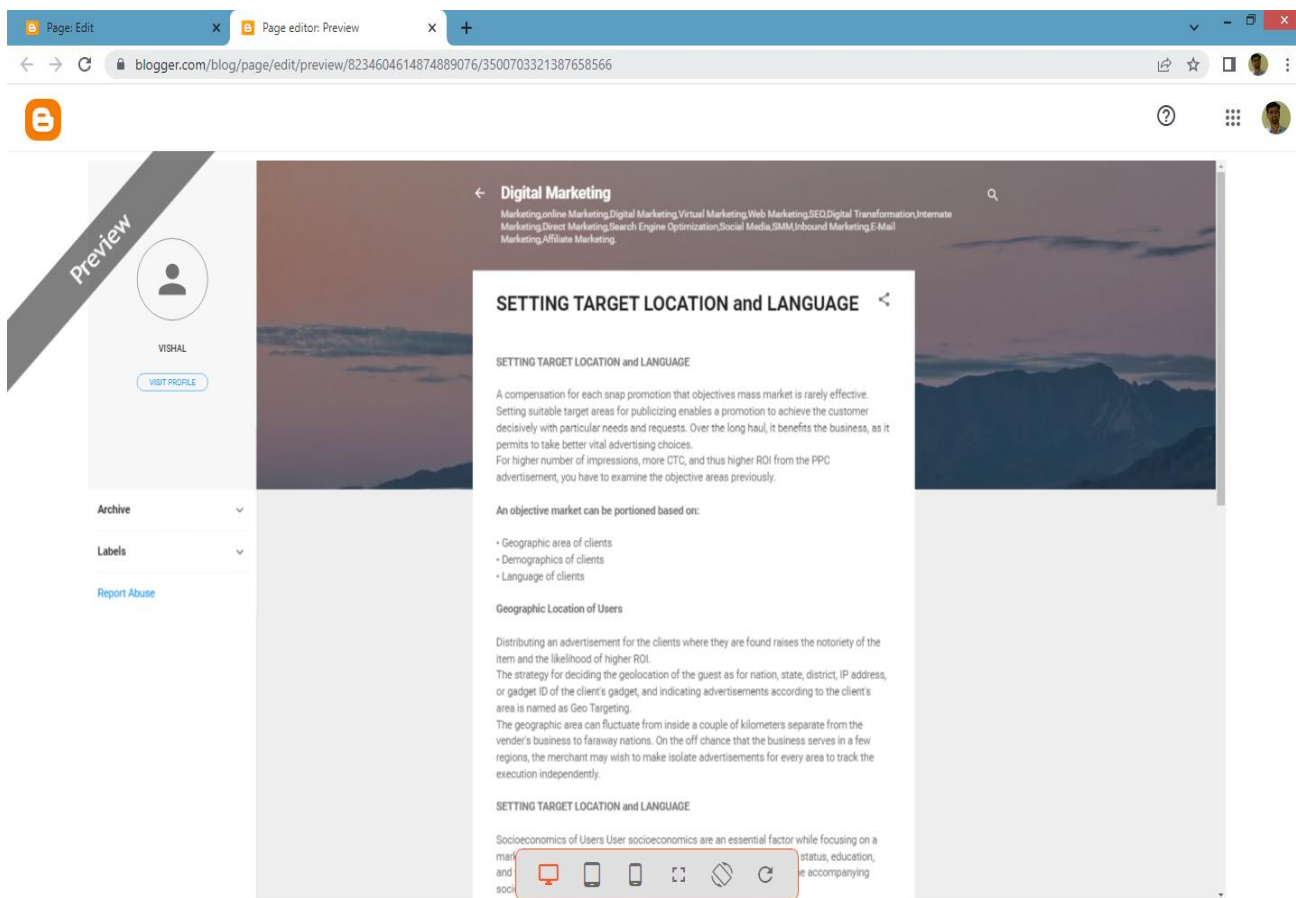 Page: Edit
Page editor: Preview
blogger.com/blog/page/edit/preview/8234604614874889076/3500703321387658566
Preview
VISHAL
VISIT PROFILE
Archive
Labels
Report Abuse
Digital Marketing
Marketing,online Marketing,Digital Marketing,Virtual Marketing,Web Marketing,SEO,Digital Transformation,Internate
Marketing,Direct Marketing,Search Engine Optimization,Social Media,SMM,Inbound Marketing,E-Mail
Marketing,Affiliate Marketing.
SETTING TARGET LOCATION and LANGUAGE
SETTING TARGET LOCATION and LANGUAGE
A compensation for each snap promotion that objectives mass market is rarely effective.
Setting suitable target areas for publicizing enables a promotion to achieve the customer
decisively with particular needs and requests. Over the long haul, it benefits the business, as it
permits to take better vital advertising choices.
For higher number of impressions, more CTC, and thus higher ROI from the PPC
advertisement, you have to examine the objective areas previously.
An objective market can be portioned based on:
• Geographic area of clients
• Demographics of clients
• Language of clients
Geographic Location of Users
Distributing an advertisement for the clients where they are found raises the notoriety of the
item and the likelihood of higher ROI.
The strategy for deciding the geolocation of the guest as for nation, state, district, IP address,
or gadget ID of the client's gadget, and indicating advertisements according to the client's
area is named as Geo Targeting.
The geographic area can fluctuate from inside a couple of kilometers separate from the
vender's business to faraway nations. On the off chance that the business serves in a few
regions, the merchant may wish to make isolate advertisements for every area to track the
execution independently.
SETTING TARGET LOCATION and LANGUAGE
Socioeconomics of Users User socioeconomics are an essential factor while focusing on a
status, education,
and
accompanying